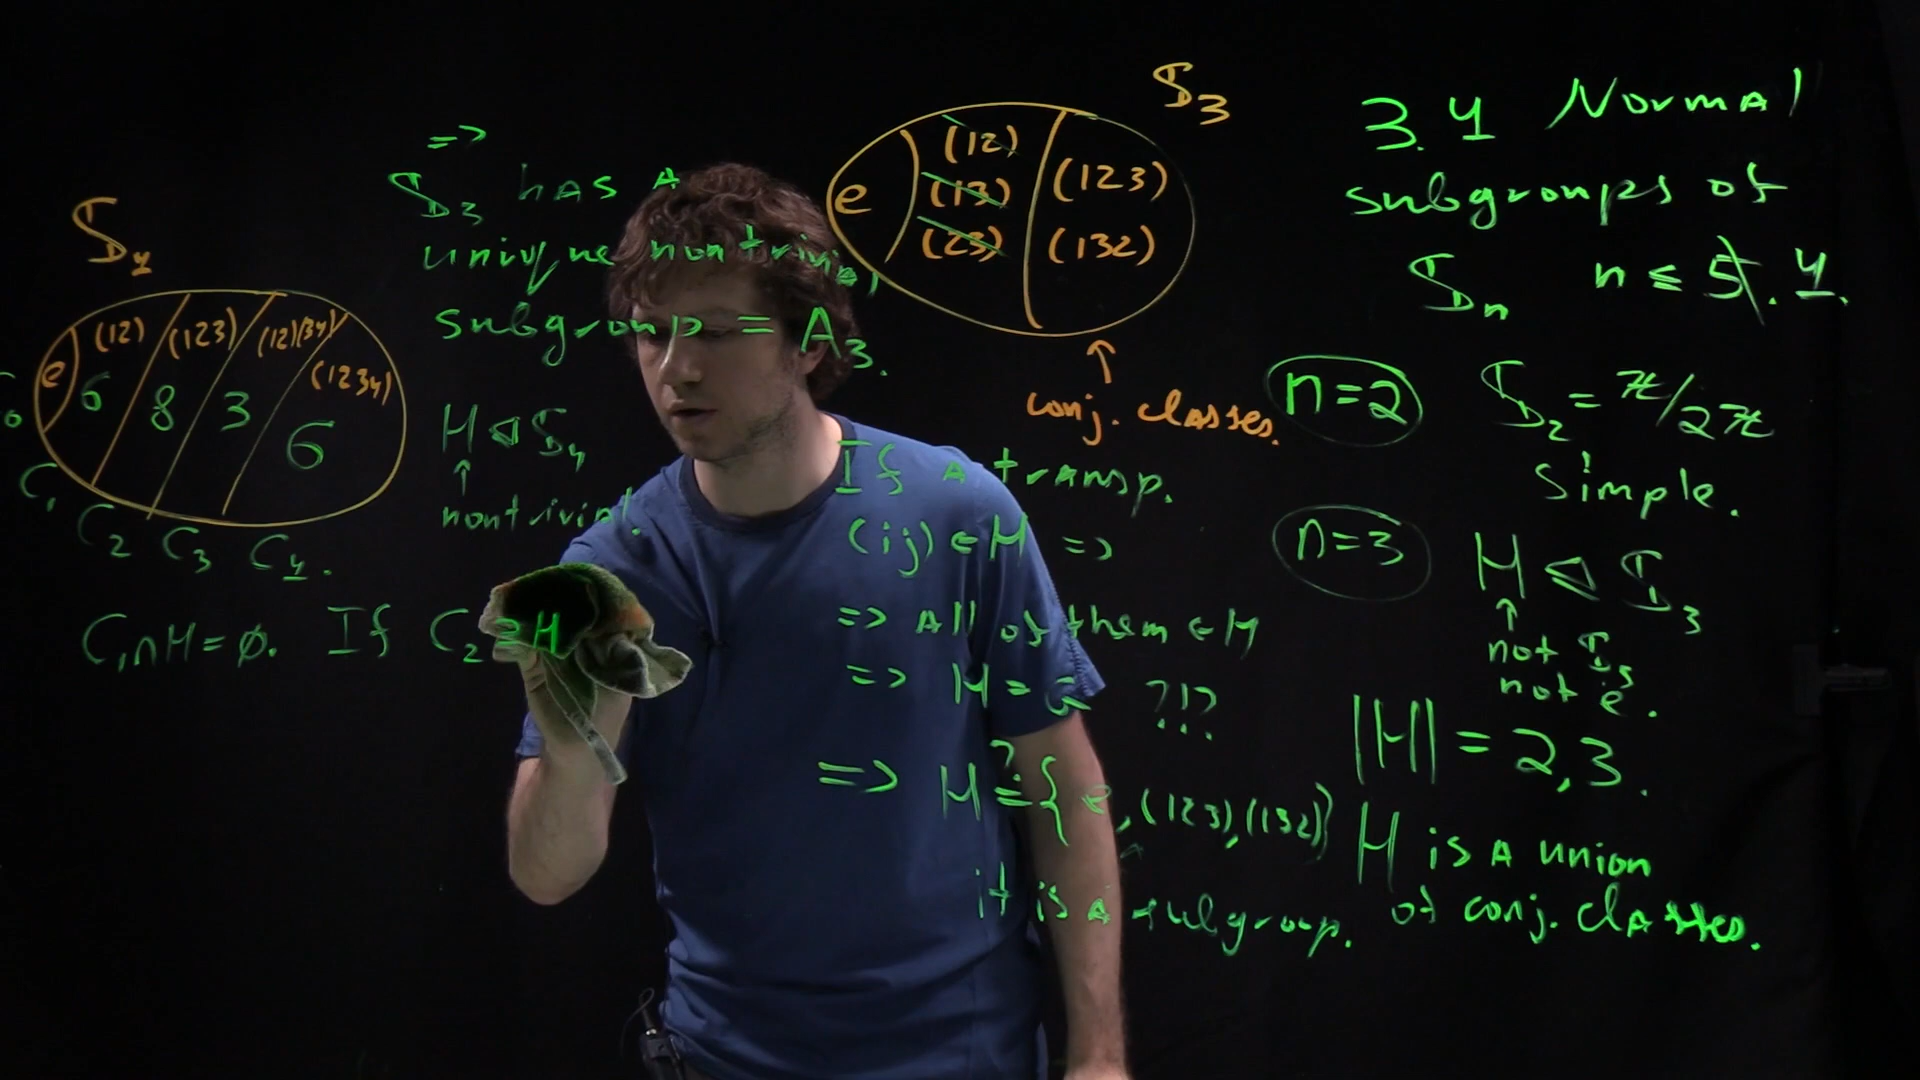 3.4 Normal
subgroups of
S_n n ≤ 5. 4.
n=2 S_2 = ℤ/2ℤ
simple.
n=3 H ◁ S_3
↑
not S_3
not e.
|H| = 2,3.
H is a union
of conj. classes.
S_3
e
(12)
(13)
(23)
(123)
(132)
↑
conj. classes.
If a transp.
(ij) ∈ H =>
=> All of them ∈ H
=> H = G ?!?
=> H ?= {e, (123), (132)}
it is a subgroup.
=>
S_3 has a
unique nontrivial
subgroup = A_3.
S_4
e (12) (123) (12)(34) (1234)
6 8 3 6
C_0 C_1 C_2 C_3 C_4.
H ◁ S_4
↑
nontrivial.
C_1∩H=∅. If C_2 H